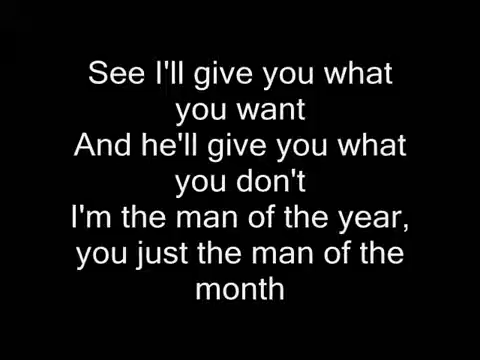 See I'll give you what
you want
And he'll give you what
you don't
I'm the man of the year,
you just the man of the
month